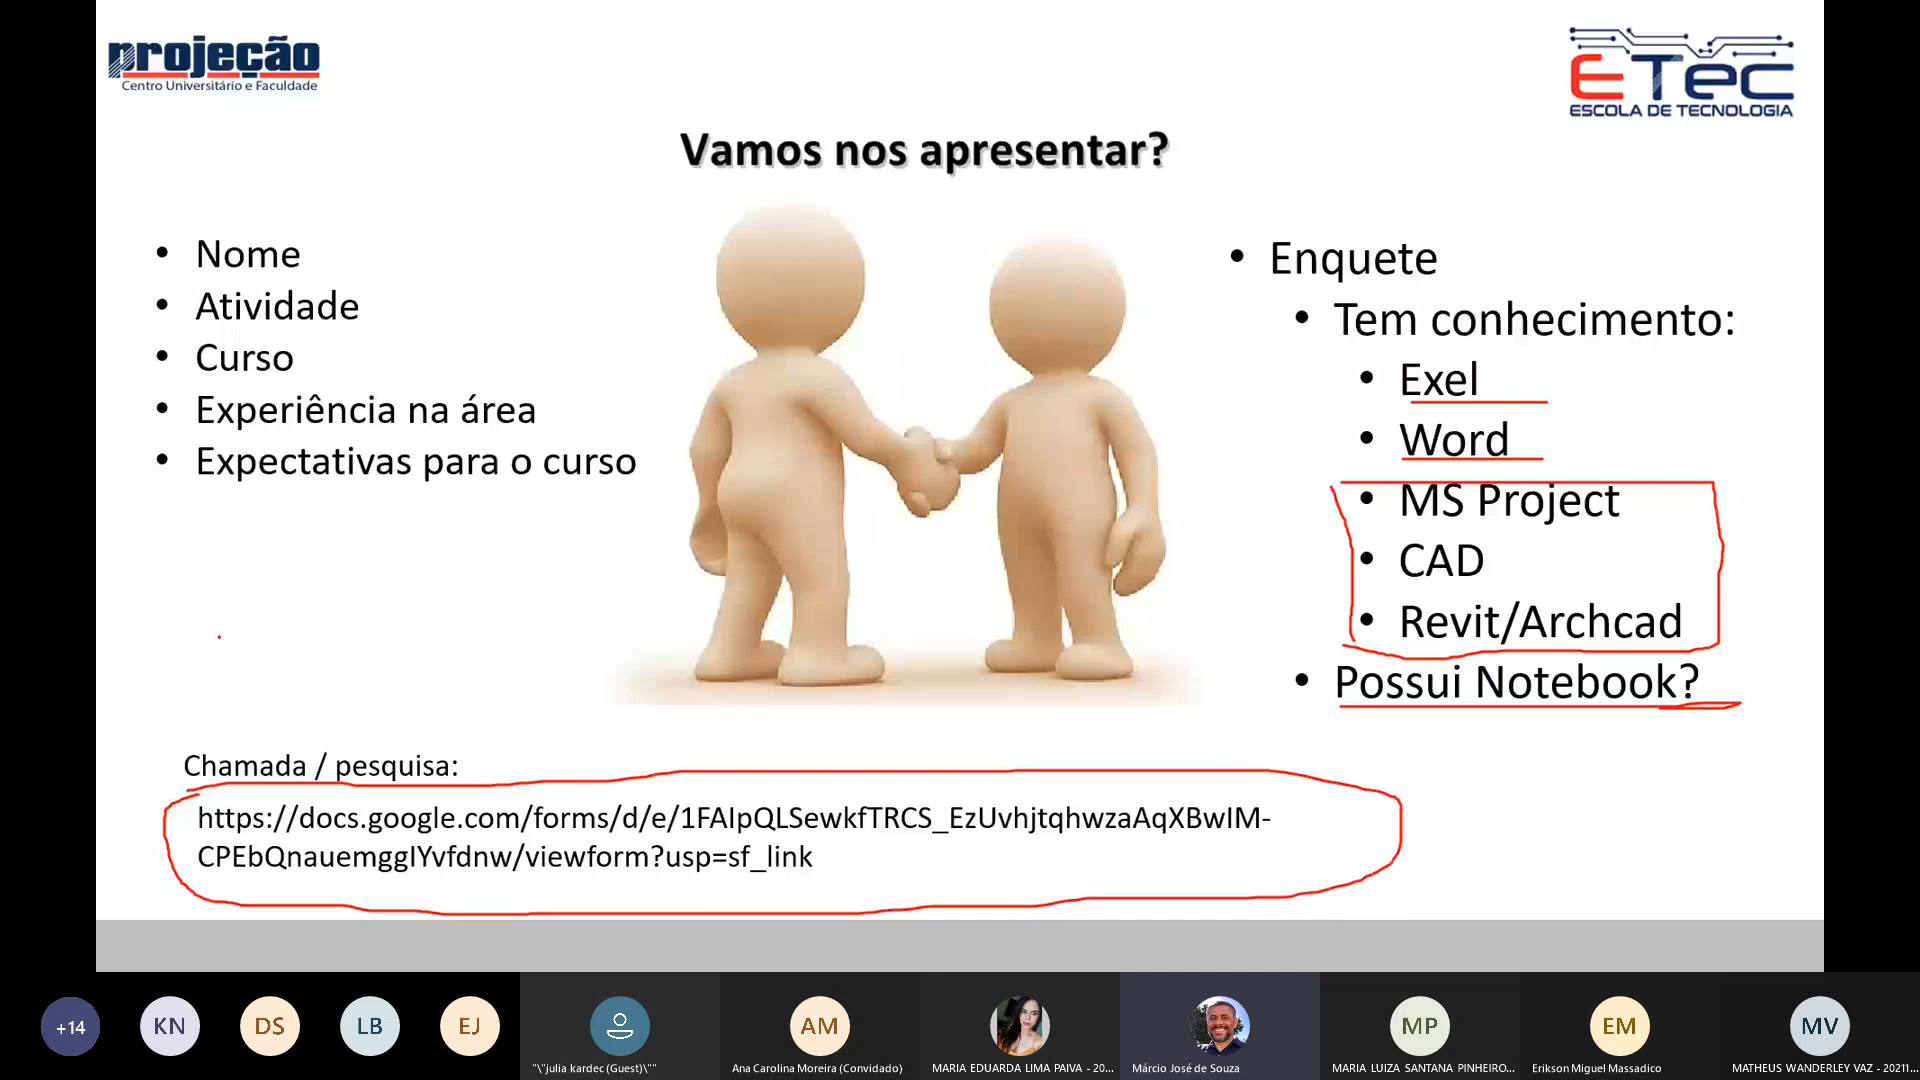 projeção
Centro Universitário e Faculdade
ETEC
ESCOLA DE TECNOLOGIA
Vamos nos apresentar?
• Nome
• Atividade
• Curso
• Experiência na área
• Expectativas para o curso
• Enquete
• Tem conhecimento:
• Exel
• Word
• MS Project
• CAD
• Revit/Archcad
• Possui Notebook?
Chamada / pesquisa:
https://docs.google.com/forms/d/e/1FAIpQLSewkfTRCS_EzUvhjtqhwzaAqXBwIM-
CPEbQnauemggIYvfdnw/viewform?usp=sf_link
+14
KN
DS
LB
EJ
AM
MP
EM
MV
"\"julia kardec (Guest)\""
Ana Carolina Moreira (Convidado)
MARIA EDUARDA LIMA PAIVA - 20...
Márcio José de Souza
MARIA LUIZA SANTANA PINHEIRO...
Erikson Miguel Massadico
MATHEUS WANDERLEY VAZ - 20211...